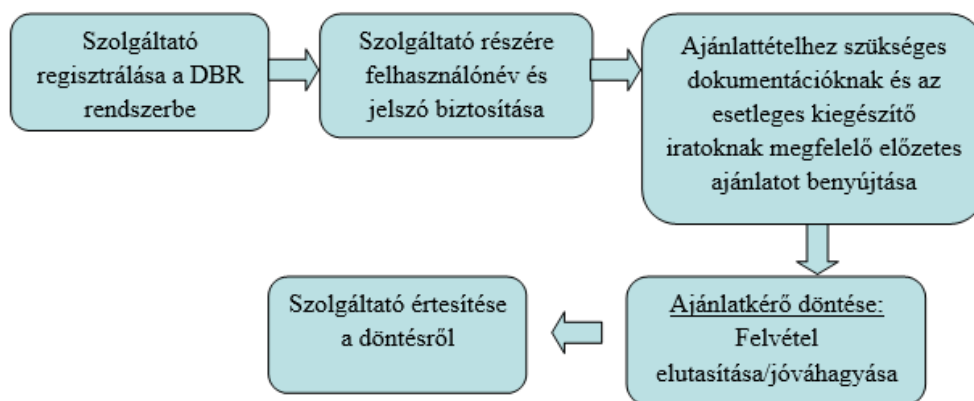 Szolgáltató
regisztrálása a DBR
rendszerbe
Szolgáltató részére
felhasználónév és
jelszó biztosítása
Ajánlattételhez szükséges
dokumentációknak és az
esetleges kiegészítő
iratoknak megfelelő előzetes
ajánlatot benyújtása
Ajánlatkérő döntése:
Felvétel
elutasítása/jóváhagyása
Szolgáltató értesítése
a döntésről